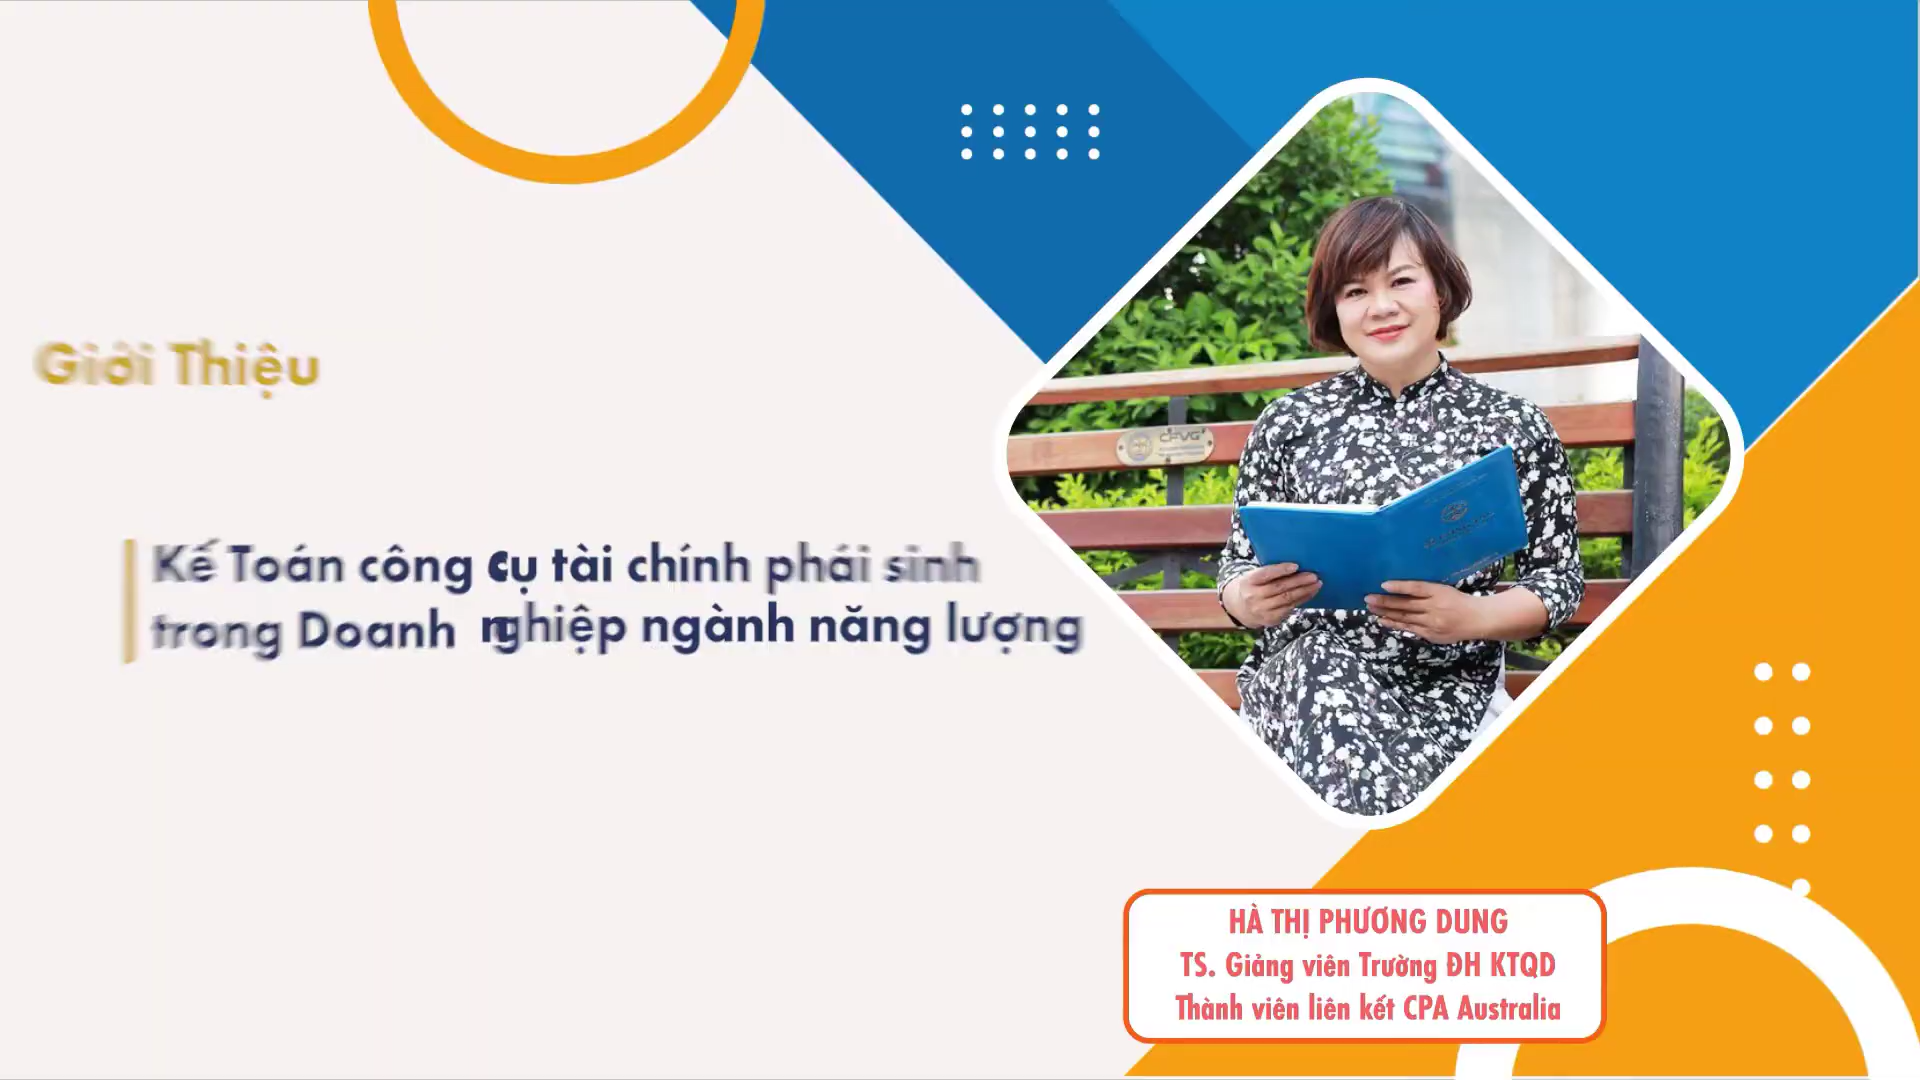 Giới Thiệu
Kế Toán công cụ tài chính phái sinh
trong Doanh nghiệp ngành năng lượng
CFVG
HÀ THỊ PHƯƠNG DUNG
TS. Giảng viên Trường ĐH KTQD
Thành viên liên kết CPA Australia